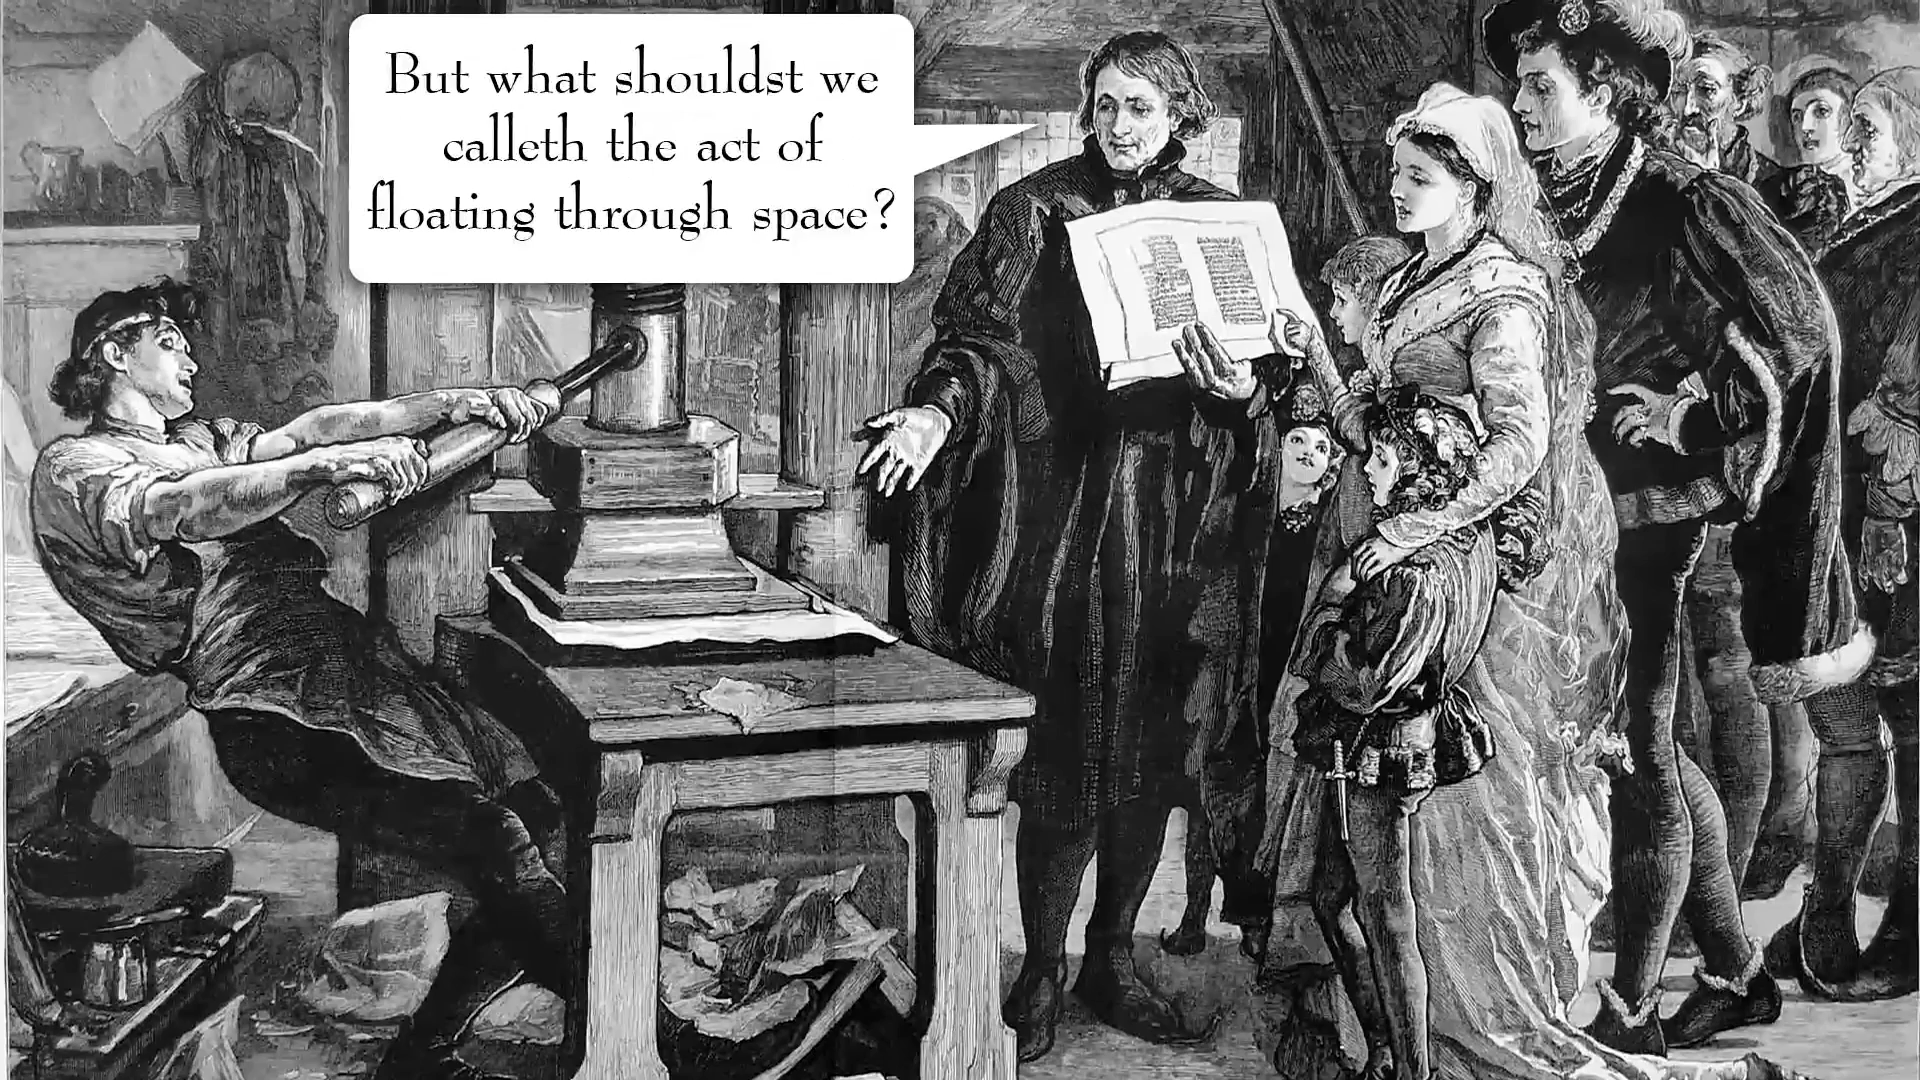 But what shouldst we
calleth the act of
floating through space?